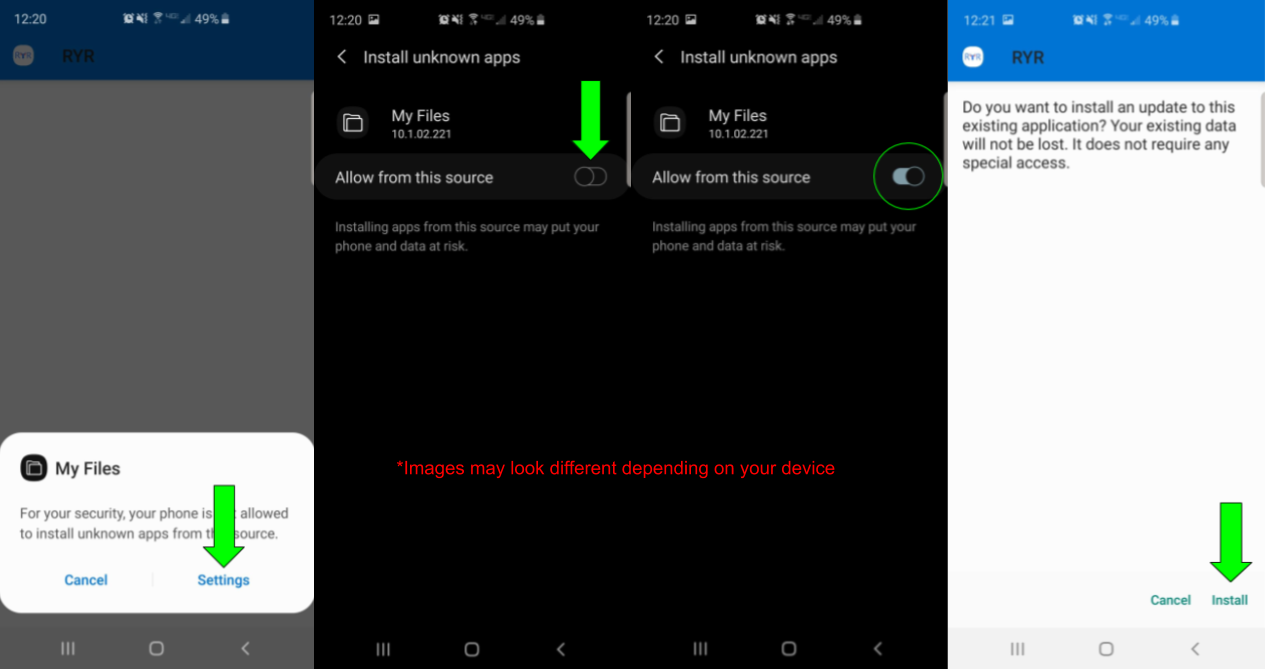 12:20
49%
RYR
RYR
My Files
For your security, your phone is allowed
to install unknown apps from source.
Cancel
Settings
12:20
49%
Install unknown apps
My Files
10.1.02.221
Allow from this source
Installing apps from this source may put your
phone and data at risk.
12:20
49%
Install unknown apps
My Files
10.1.02.221
Allow from this source
Installing apps from this source may put your
phone and data at risk.
*Images may look different depending on your device
12:21
49%
RYR
RYR
Do you want to install an update to this
existing application? Your existing data
will not be lost. It does not require any
special access.
Cancel
Install